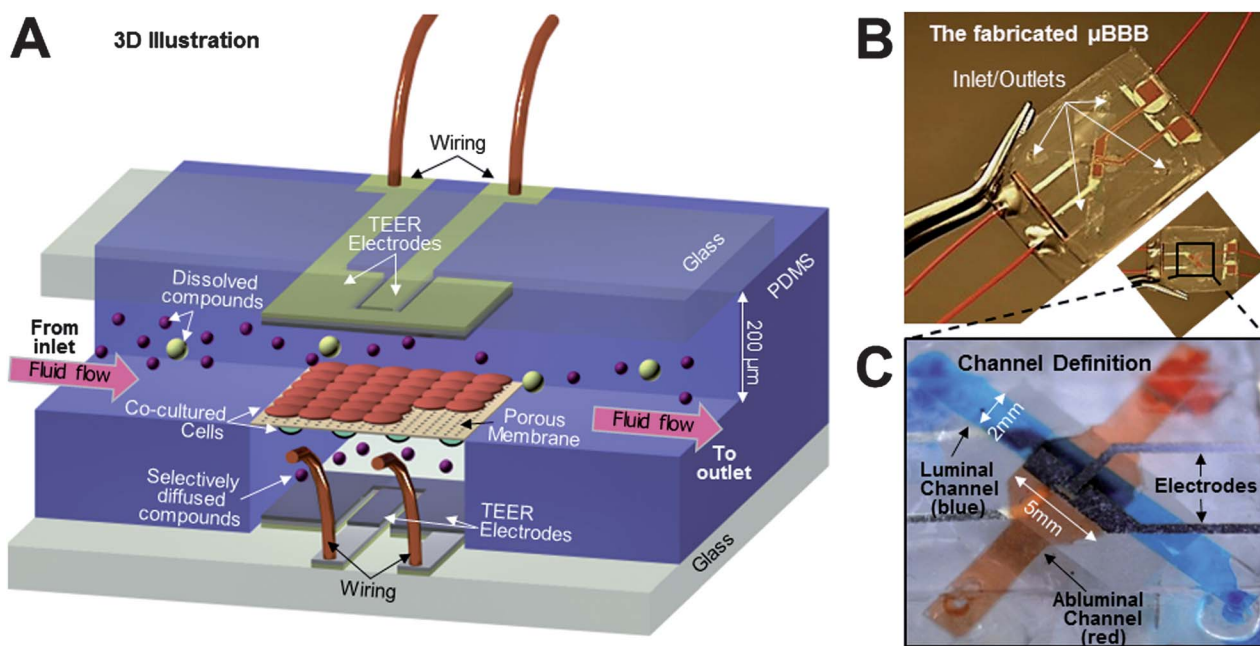 A
3D Illustration
Wiring
TEER
Electrodes
Glass
PDMS
Dissolved
compounds
200 µm
From
inlet
Fluid flow
Co-cultured
Cells
Porous
Membrane
Fluid flow
To
outlet
Selectively
diffused
compounds
TEER
Electrodes
Wiring
Glass
B
The fabricated µBBB
Inlet/Outlets
C
Channel Definition
2mm
Luminal
Channel
(blue)
Electrodes
5mm
Abluminal
Channel
(red)